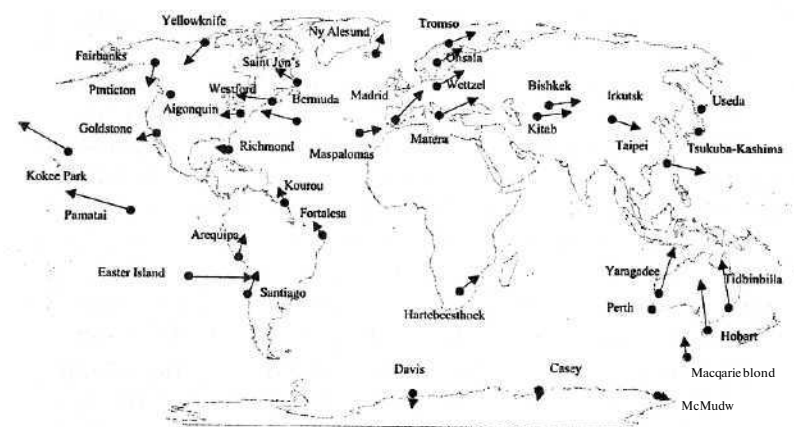 Yellowknife
Tromso
Ny Alesund
Fairbanks
Saint Jon's
Onsala
Pinticton
Westford
Wettzel
Bishkek
Irkutsk
Aigonquin
Bermuda
Madrid
Useda
Goldstone
Kitab
Richmond
Maspalomas
Matera
Taipei
Tsukuba-Kashima
Kokee Park
Kourou
Pamatai
Fortalesa
Arequipa
Easter Island
Yaragadee
Tidbinbilla
Santiago
Perth
Hartebeesthoek
Hobart
Davis
Casey
Macqarie blond
McMudw